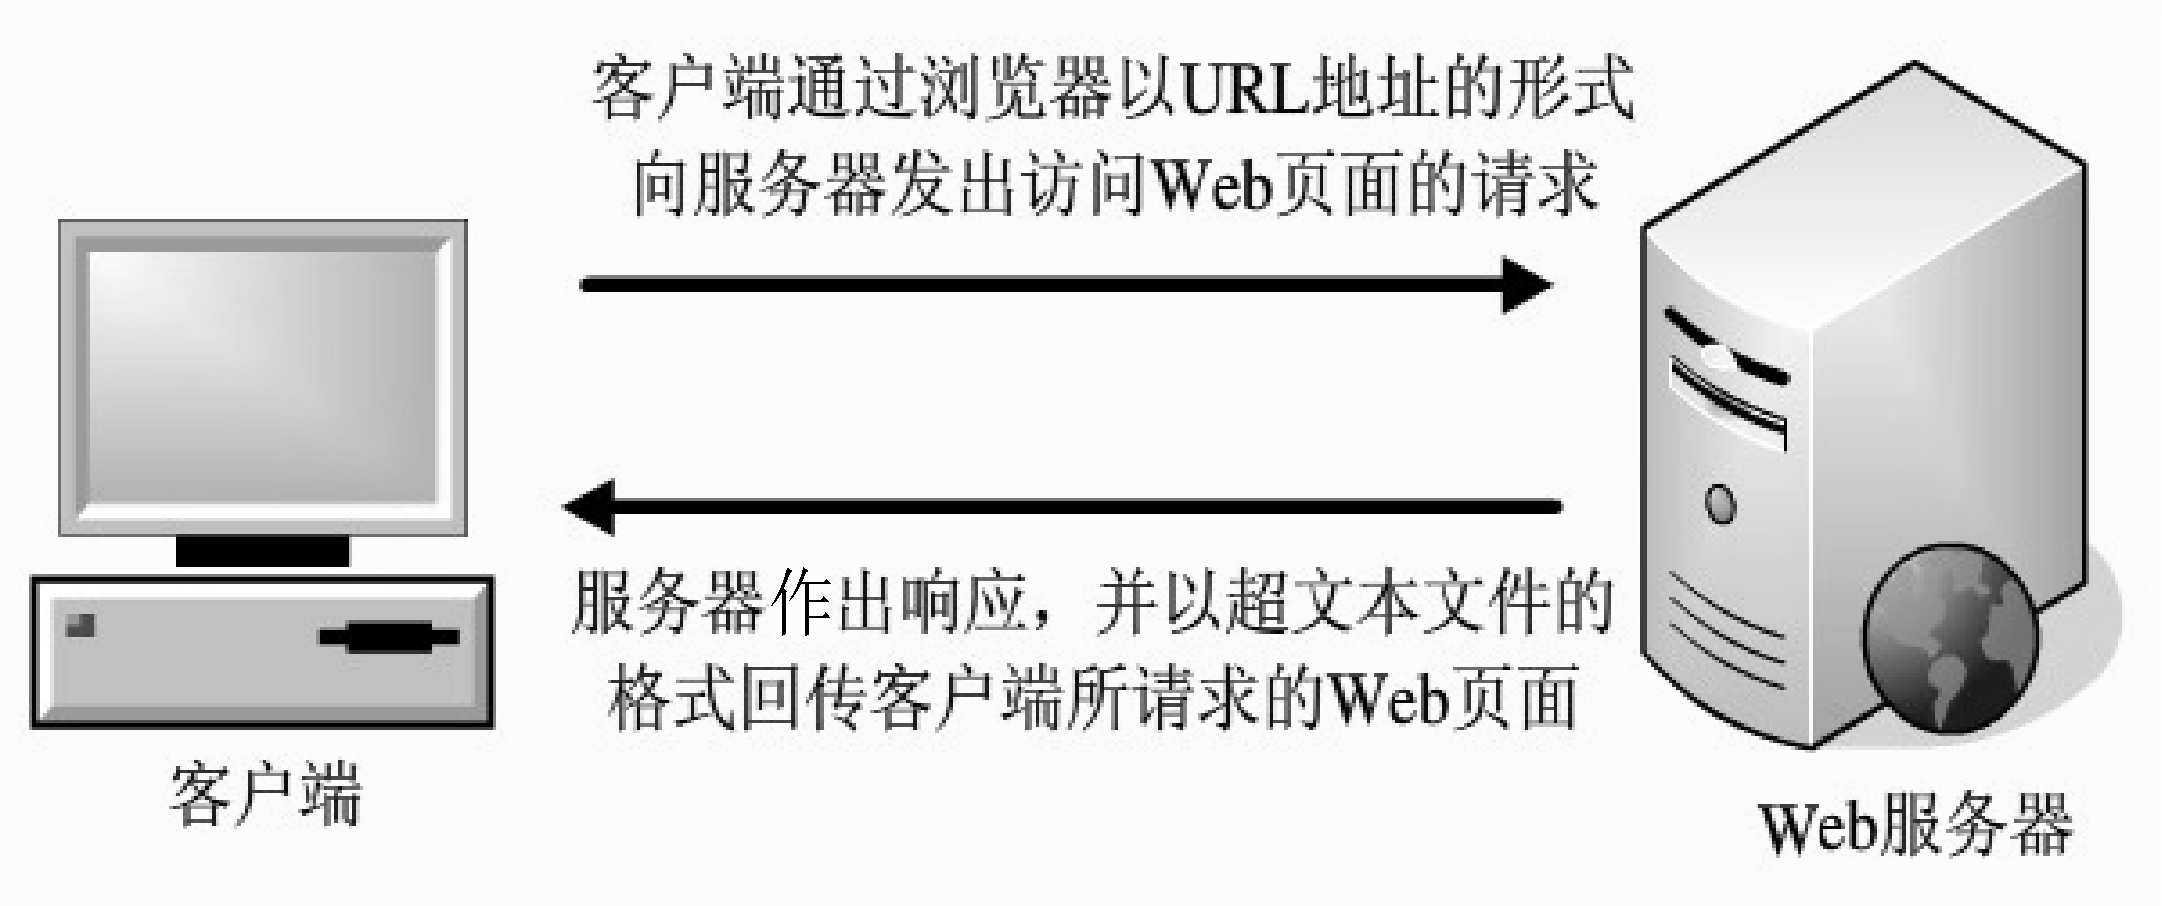 客户端通过浏览器以URL地址的形式
向服务器发出访问Web页面的请求
服务器作出响应，并以超文本文件的
格式回传客户端所请求的Web页面
客户端
Web服务器